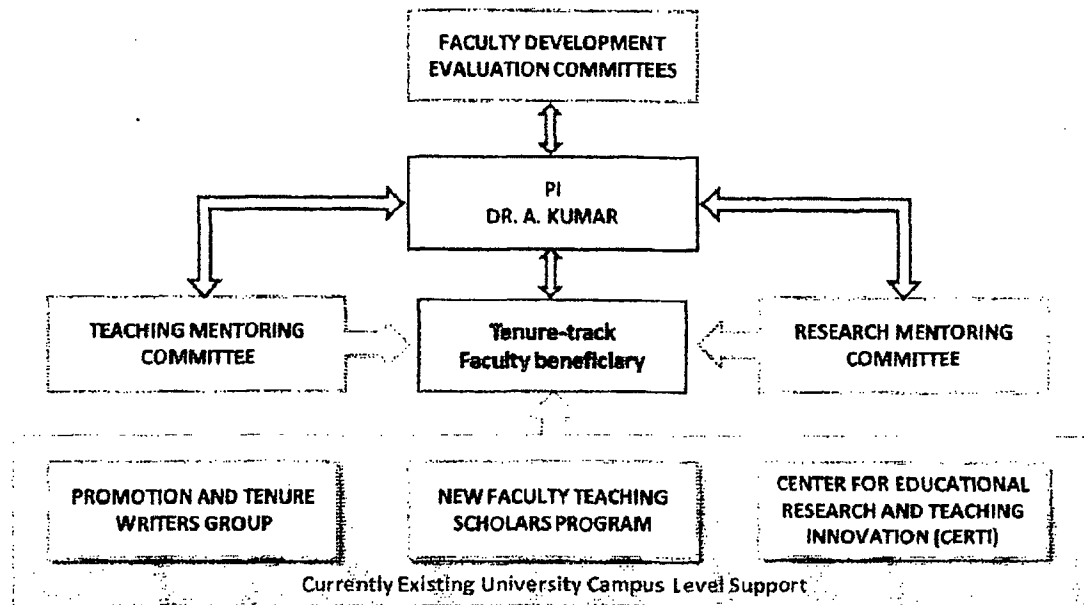 FACULTY DEVELOPMENT
EVALUATION COMMITTEES
PI
DR. A. KUMAR
TEACHING MENTORING
COMMITTEE
Tenure-track
Faculty beneficiary
RESEARCH MENTORING
COMMITTEE
PROMOTION AND TENURE
WRITERS GROUP
NEW FACULTY TEACHING
SCHOLARS PROGRAM
CENTER FOR EDUCATIONAL
RESEARCH AND TEACHING
INNOVATION (CERTI)
Currently Existing University Campus Level Support